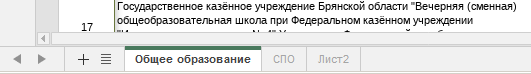 Государственное казённое учреждение Брянской области "Вечерняя (сменная)
общеобразовательная школа при Федеральном казённом учреждении
17
Общее образование СПО Лист2